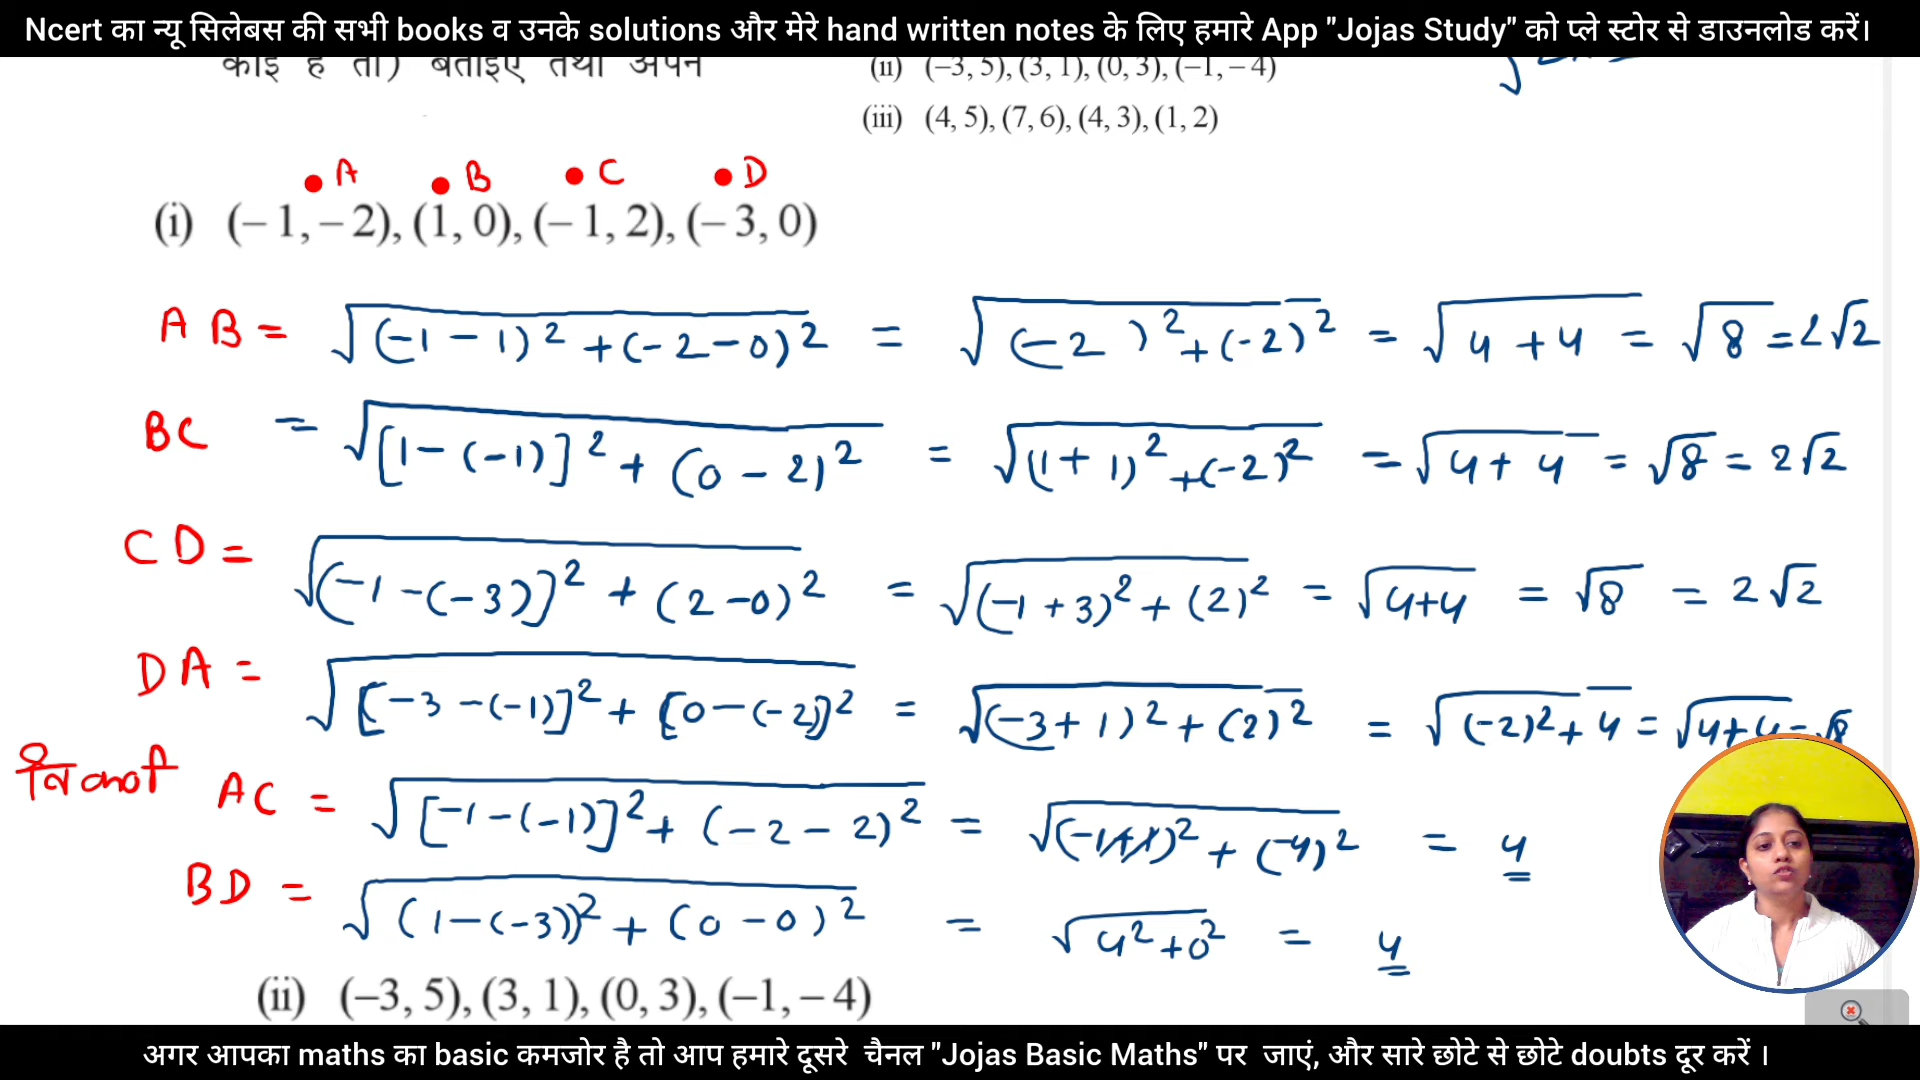 Ncert का न्यू सिलेबस की सभी books व उनके solutions और मेरे hand written notes के लिए हमारे App "Jojas Study" को प्ले स्टोर से डाउनलोड करें।
कोई है तो) बताइए तथा अपने
(ii) (–3, 5), (3, 1), (0, 3), (–1, – 4)
(iii) (4, 5), (7, 6), (4, 3), (1, 2)
• A • B • C • D
(i) (– 1, – 2), (1, 0), (– 1, 2), (– 3, 0)
AB = √(-1-1)² + (-2-0)² = √(-2)² + (-2)² = √4+4 = √8 = 2√2
BC = √[1-(-1)]² + (0-2)² = √(1+1)² + (-2)² = √4+4 = √8 = 2√2
CD = √(-1-(-3)]² + (2-0)² = √(-1+3)² + (2)² = √4+4 = √8 = 2√2
DA = √[-3-(-1)]² + [0-(-2)]² = √(-3+1)² + (2)² = √(-2)²+4 = √4+4 = √8
विकर्ण AC = √[-1-(-1)]² + (-2-2)² = √(-1+1)² + (-4)² = 4
BD = √(1-(-3))² + (0-0)² = √4²+0² = 4
(ii) (–3, 5), (3, 1), (0, 3), (–1, – 4)
अगर आपका maths का basic कमजोर है तो आप हमारे दूसरे चैनल "Jojas Basic Maths" पर जाएं, और सारे छोटे से छोटे doubts दूर करें ।